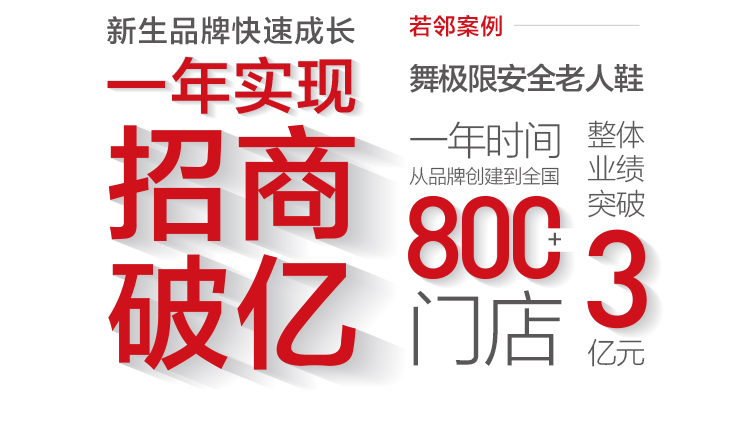 新生品牌快速成长
一年实现
招商
破亿
若邻案例
舞极限安全老人鞋
一年时间
从品牌创建到全国
800+
门店
整体
业绩
突破
3
亿元